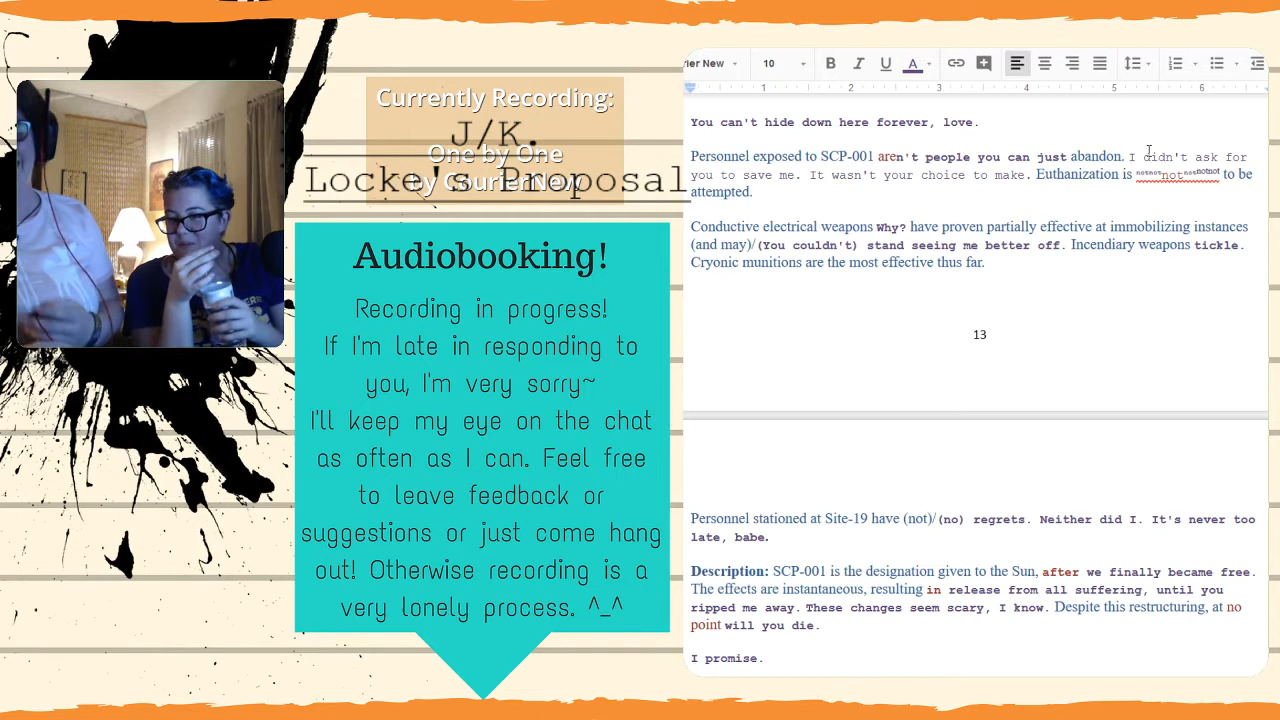 Currently Recording:
J/K.
One by One
Locke's Proposal
by CourierNew
Audiobooking!
Recording in progress!
If I'm late in responding to
you, I'm very sorry~
I'll keep my eye on the chat
as often as I can. Feel free
to leave feedback or
suggestions or just come hang
out! Otherwise recording is a
very lonely process. ^_^
rier New
10
B I U A
1 2 3 4 5 6
You can't hide down here forever, love.
Personnel exposed to SCP-001 aren't people you can just abandon. I didn't ask for
you to save me. It wasn't your choice to make. Euthanization is notnotnotnotnotnot to be
attempted.
Conductive electrical weapons Why? have proven partially effective at immobilizing instances
(and may)/(You couldn't) stand seeing me better off. Incendiary weapons tickle.
Cryonic munitions are the most effective thus far.
13
Personnel stationed at Site-19 have (not)/(no) regrets. Neither did I. It's never too
late, babe.
Description: SCP-001 is the designation given to the Sun, after we finally became free.
The effects are instantaneous, resulting in release from all suffering, until you
ripped me away. These changes seem scary, I know. Despite this restructuring, at no
point will you die.
I promise.